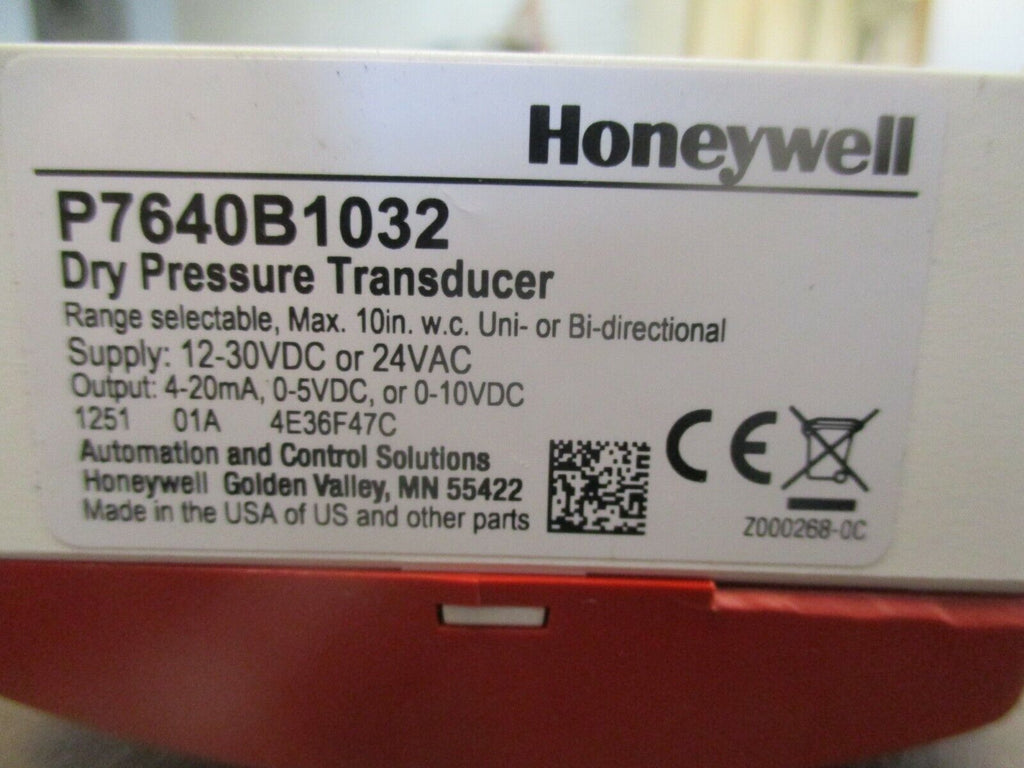 Honeywell
P7640B1032
Dry Pressure Transducer
Range selectable, Max. 10in. w.c. Uni- or Bi-directional
Supply: 12-30VDC or 24VAC
Output: 4-20mA, 0-5VDC, or 0-10VDC
1251 01A 4E36F47C
Automation and Control Solutions
Honeywell Golden Valley, MN 55422
Made in the USA of US and other parts
CE
Z000268-0C